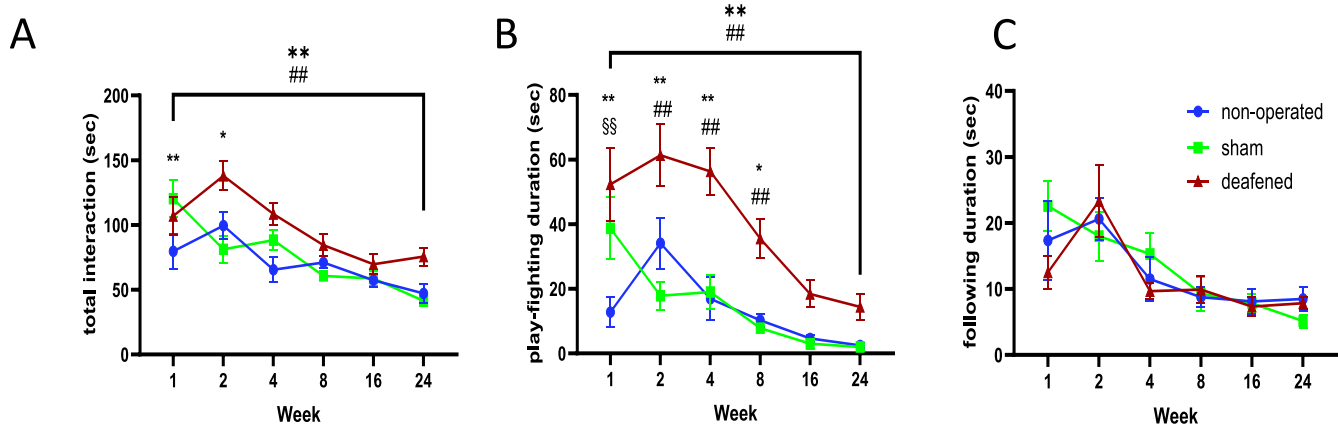 A
**
##
total interaction (sec)
200
150
100
50
0
**
*
1 2 4 8 16 24
Week
B
**
##
play-fighting duration (sec)
80
60
40
20
0
**
§§
**
##
**
##
*
##
1 2 4 8 16 24
Week
C
following duration (sec)
40
30
20
10
0
non-operated
sham
deafened
1 2 4 8 16 24
Week